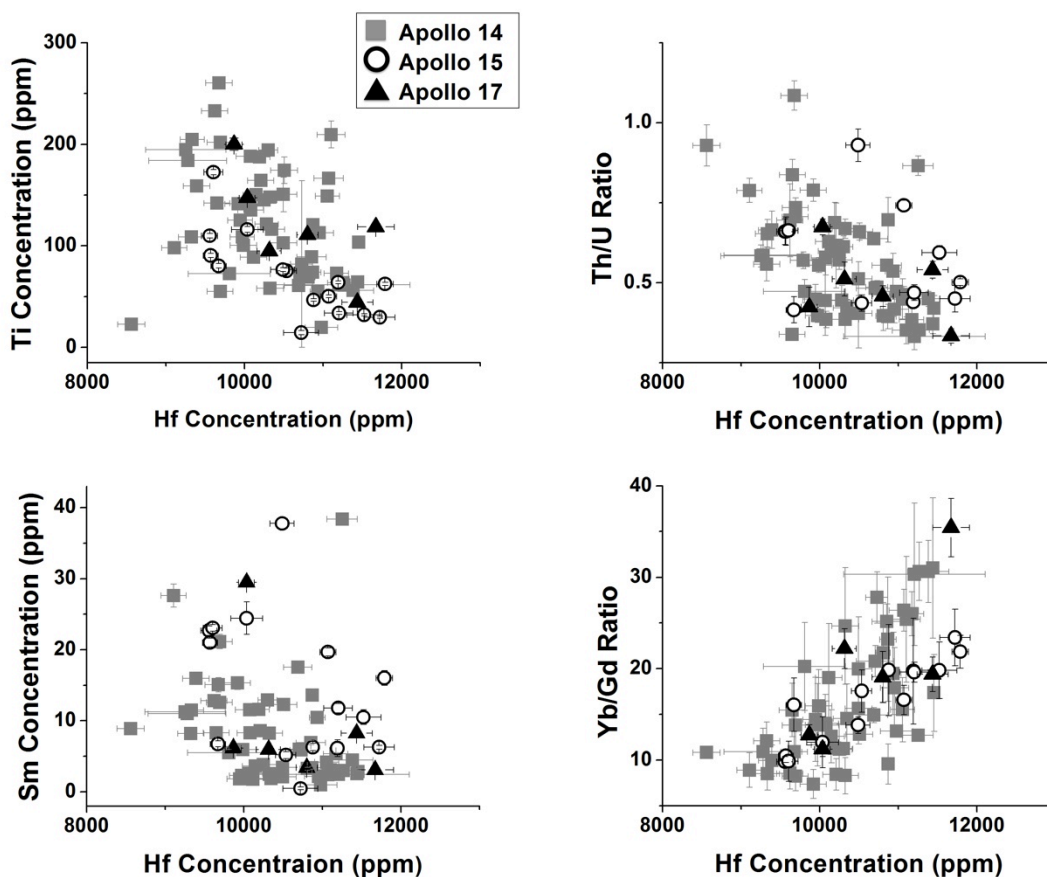 300
200
100
0
Ti Concentration (ppm)
8000 10000 12000
Hf Concentration (ppm)
Apollo 14
Apollo 15
Apollo 17
1.0
0.5
Th/U Ratio
8000 10000 12000
Hf Concentration (ppm)
40
30
20
10
0
Sm Concentration (ppm)
8000 10000 12000
Hf Concentraion (ppm)
40
30
20
10
Yb/Gd Ratio
8000 10000 12000
Hf Concentration (ppm)